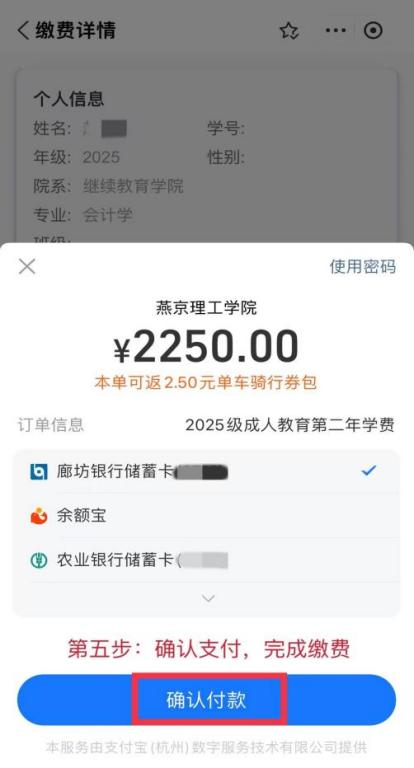 缴费详情
个人信息
姓名:
学号:
年级: 2025
性别:
院系: 继续教育学院
专业: 会计学
班级:
使用密码
燕京理工学院
¥2250.00
本单可返2.50元单车骑行券包
订单信息
2025级成人教育第二年学费
廊坊银行储蓄卡
余额宝
农业银行储蓄卡(
第五步：确认支付，完成缴费
确认付款
本服务由支付宝(杭州)数字服务技术有限公司提供